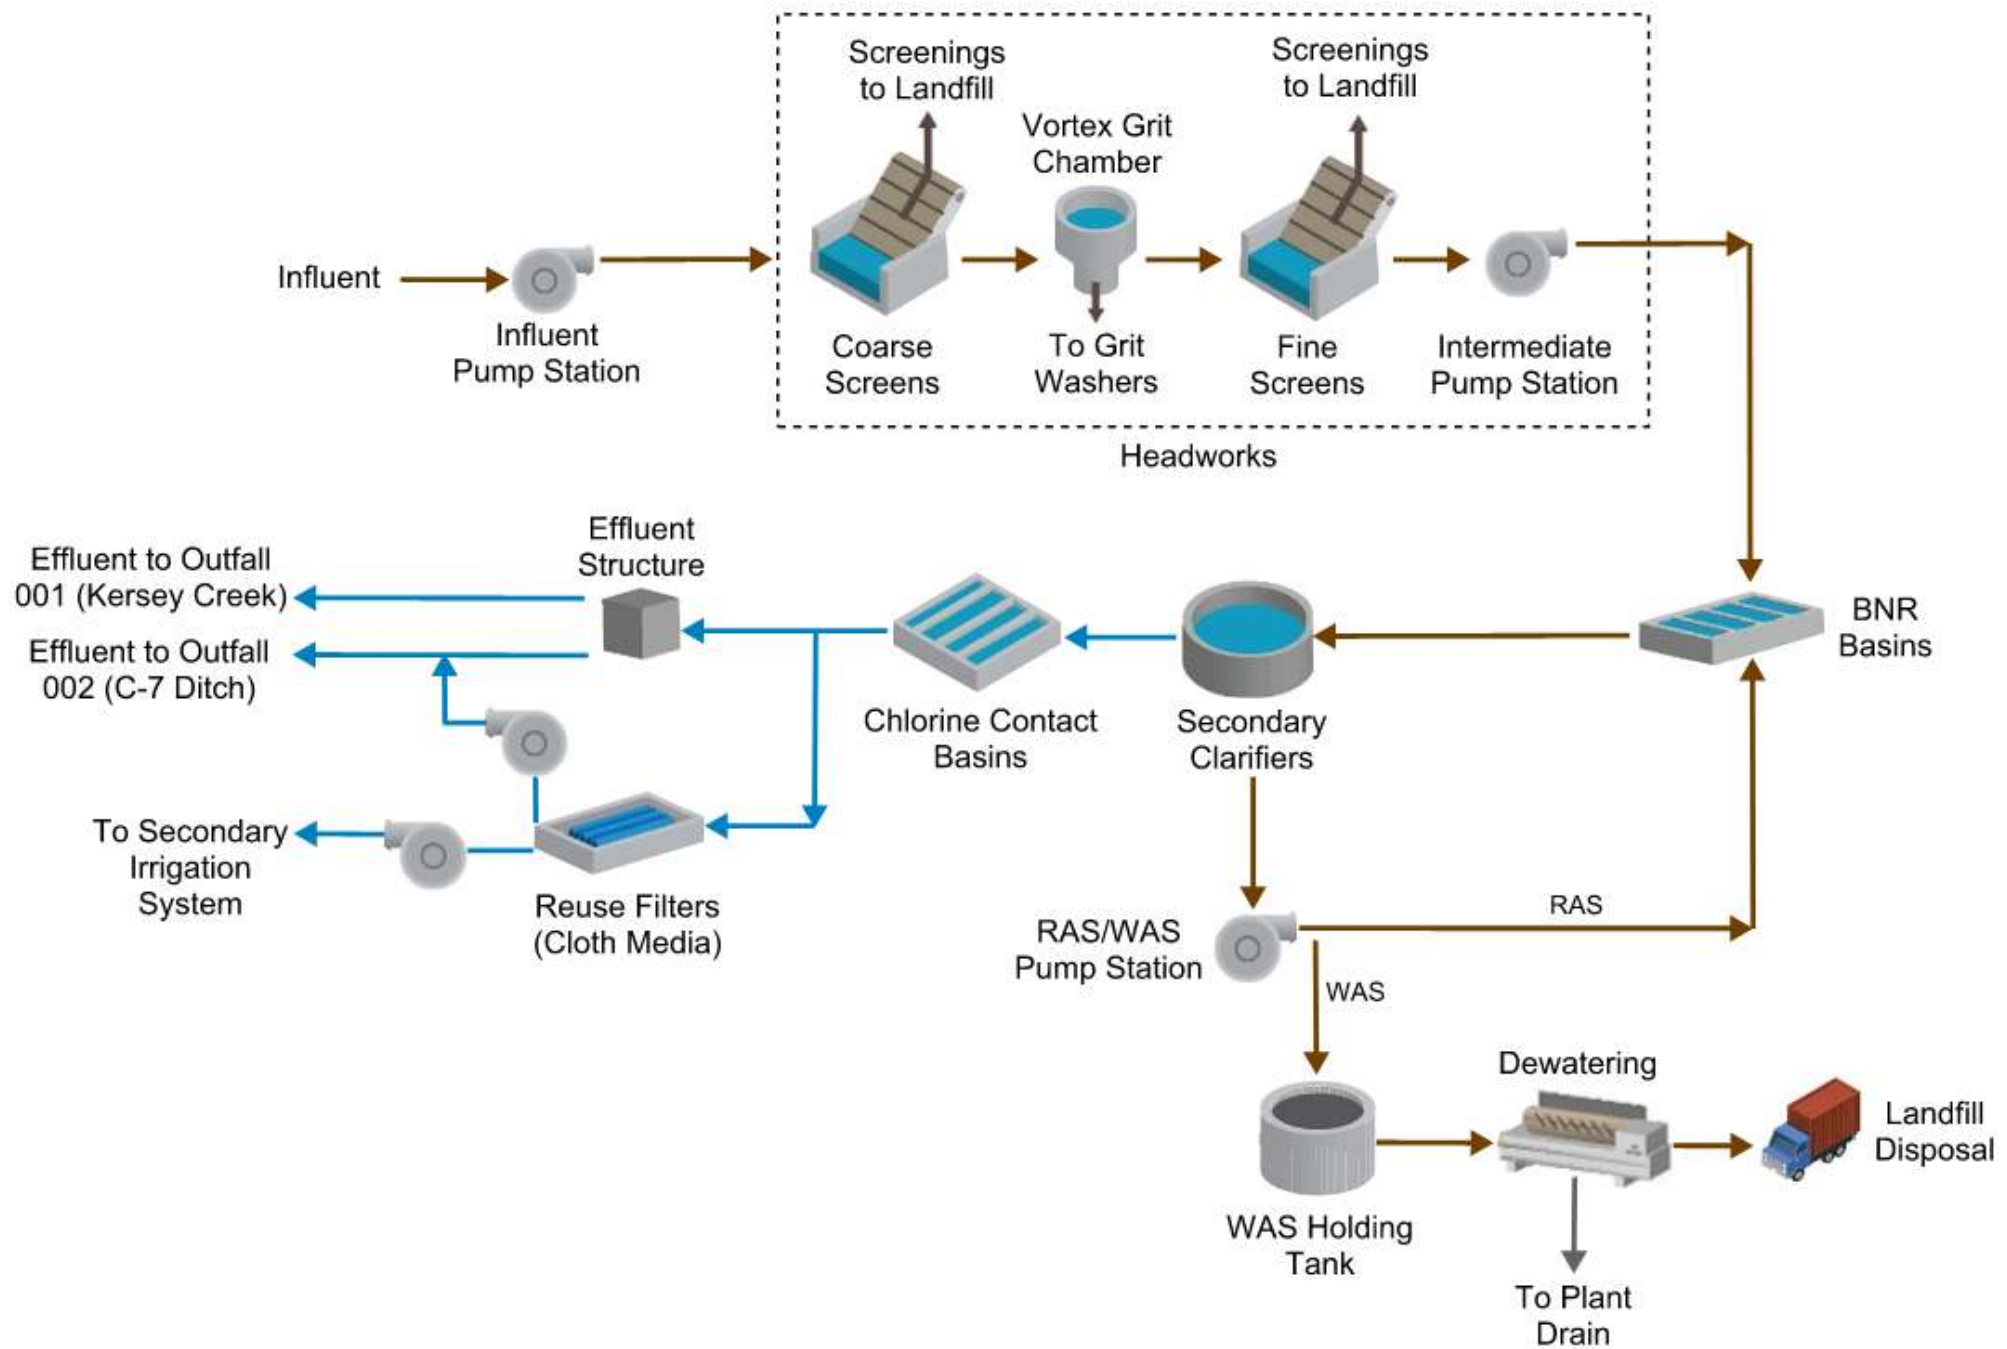 Screenings
to Landfill
Vortex Grit
Chamber
Screenings
to Landfill
Influent
Influent
Pump Station
Coarse
Screens
To Grit
Washers
Fine
Screens
Intermediate
Pump Station
Headworks
Effluent to Outfall
001 (Kersey Creek)
Effluent
Structure
Effluent to Outfall
002 (C-7 Ditch)
Chlorine Contact
Basins
Secondary
Clarifiers
BNR
Basins
To Secondary
Irrigation
System
Reuse Filters
(Cloth Media)
RAS/WAS
Pump Station
RAS
WAS
WAS Holding
Tank
Dewatering
Landfill
Disposal
To Plant
Drain